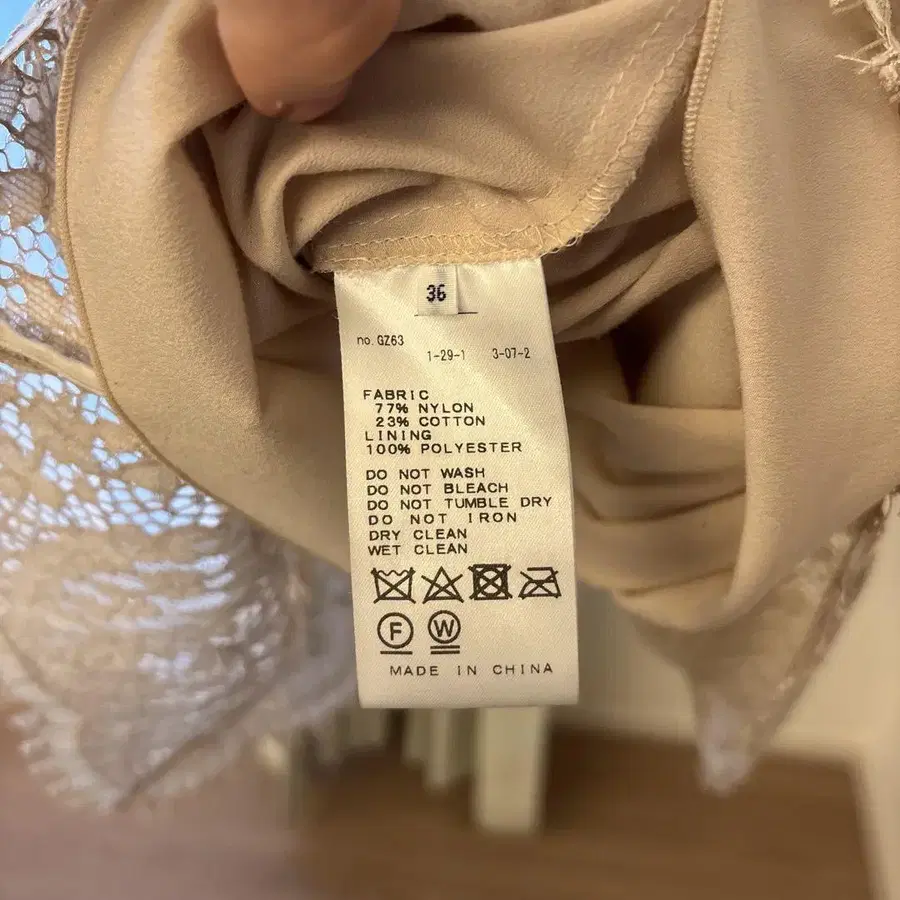 36
no. GZ63
1-29-1 3-07-2
FABRIC
77% NYLON
23% COTTON
LINING
100% POLYESTER
DO NOT WASH
DO NOT BLEACH
DO NOT TUMBLE DRY
DO NOT IRON
DRY CLEAN
WET CLEAN
F W
MADE IN CHINA